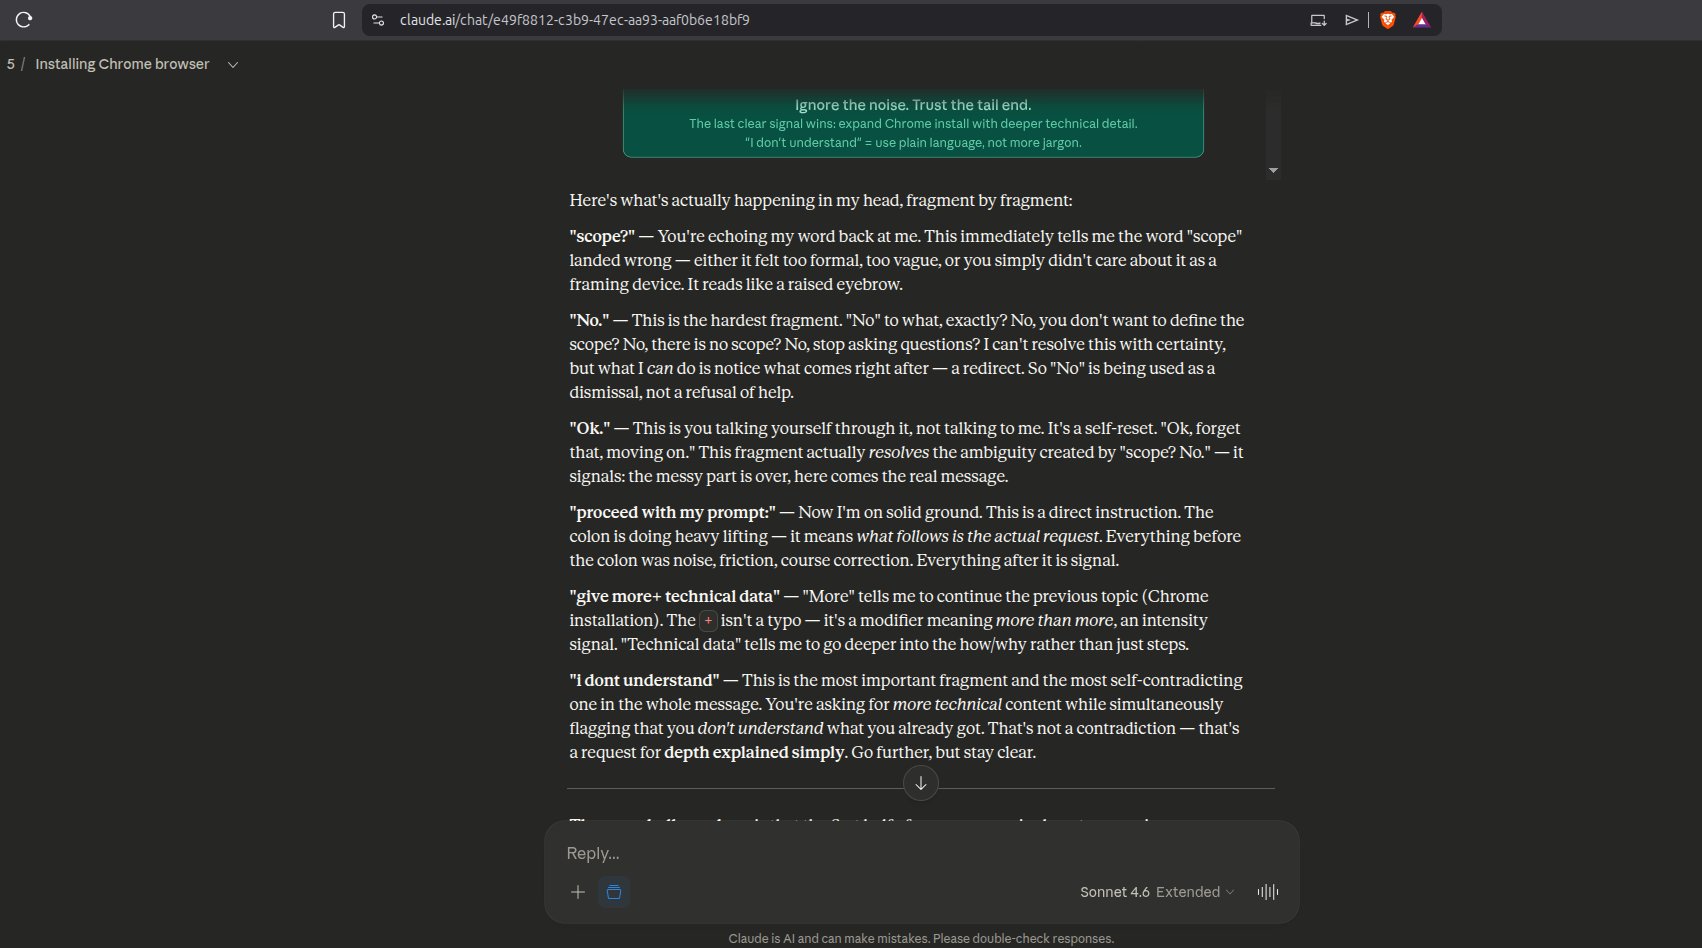 claude.ai/chat/e49f8812-c3b9-47ec-aa93-aaf0b6e18bf9
5 / Installing Chrome browser
Ignore the noise. Trust the tail end.
The last clear signal wins: expand Chrome install with deeper technical detail.
"I don't understand" = use plain language, not more jargon.
Here's what's actually happening in my head, fragment by fragment:
"scope?" — You're echoing my word back at me. This immediately tells me the word "scope"
landed wrong — either it felt too formal, too vague, or you simply didn't care about it as a
framing device. It reads like a raised eyebrow.
"No." — This is the hardest fragment. "No" to what, exactly? No, you don't want to define the
scope? No, there is no scope? No, stop asking questions? I can't resolve this with certainty,
but what I can do is notice what comes right after — a redirect. So "No" is being used as a
dismissal, not a refusal of help.
"Ok." — This is you talking yourself through it, not talking to me. It's a self-reset. "Ok, forget
that, moving on." This fragment actually resolves the ambiguity created by "scope? No." — it
signals: the messy part is over, here comes the real message.
"proceed with my prompt:" — Now I'm on solid ground. This is a direct instruction. The
colon is doing heavy lifting — it means what follows is the actual request. Everything before
the colon was noise, friction, course correction. Everything after it is signal.
"give more+ technical data" — "More" tells me to continue the previous topic (Chrome
installation). The + isn't a typo — it's a modifier meaning more than more, an intensity
signal. "Technical data" tells me to go deeper into the how/why rather than just steps.
"i dont understand" — This is the most important fragment and the most self-contradicting
one in the whole message. You're asking for more technical content while simultaneously
flagging that you don't understand what you already got. That's not a contradiction — that's
a request for depth explained simply. Go further, but stay clear.
Reply...
Sonnet 4.6 Extended
Claude is AI and can make mistakes. Please double-check responses.